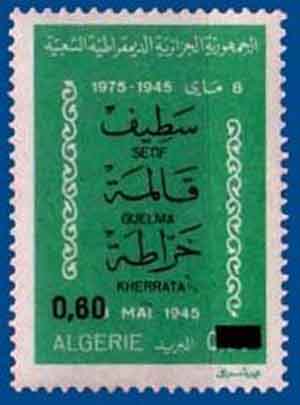 الجمهورية الجزائرية الديمقراطية الشعبية
8 ماي 1945-1975
سطيف
SETIF
قالمة
GUELMA
خراطة
KHERRATA
0,60 MAI 1945
ALGERIE البريد 0